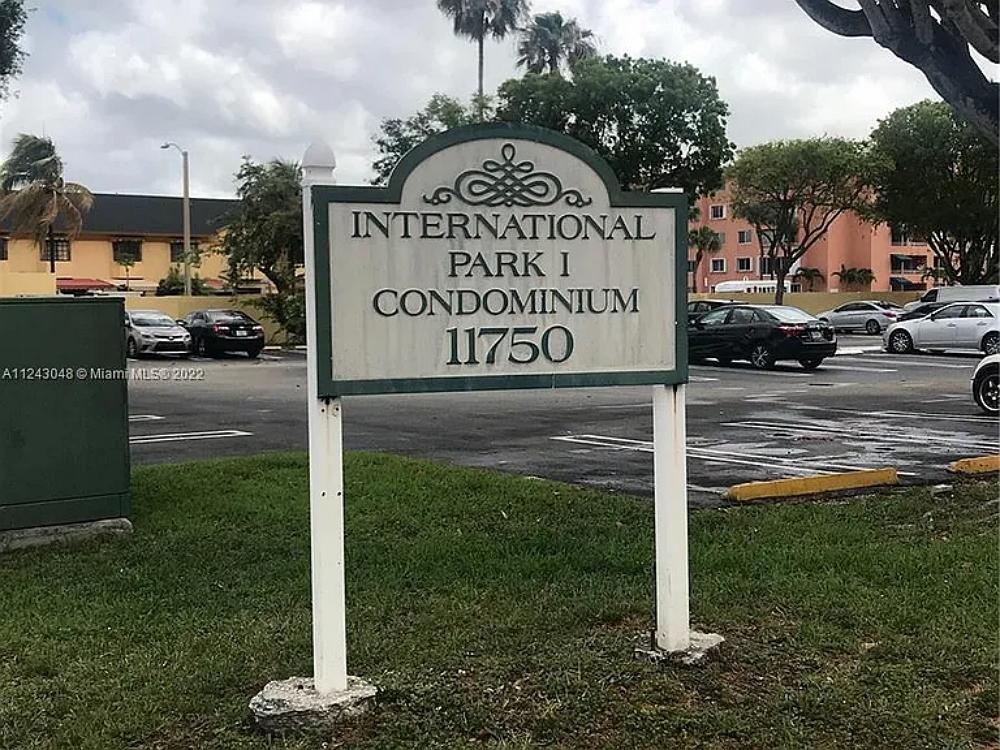 INTERNATIONAL
PARK I
CONDOMINIUM
11750
A11243048 © Miami MLS® 2022